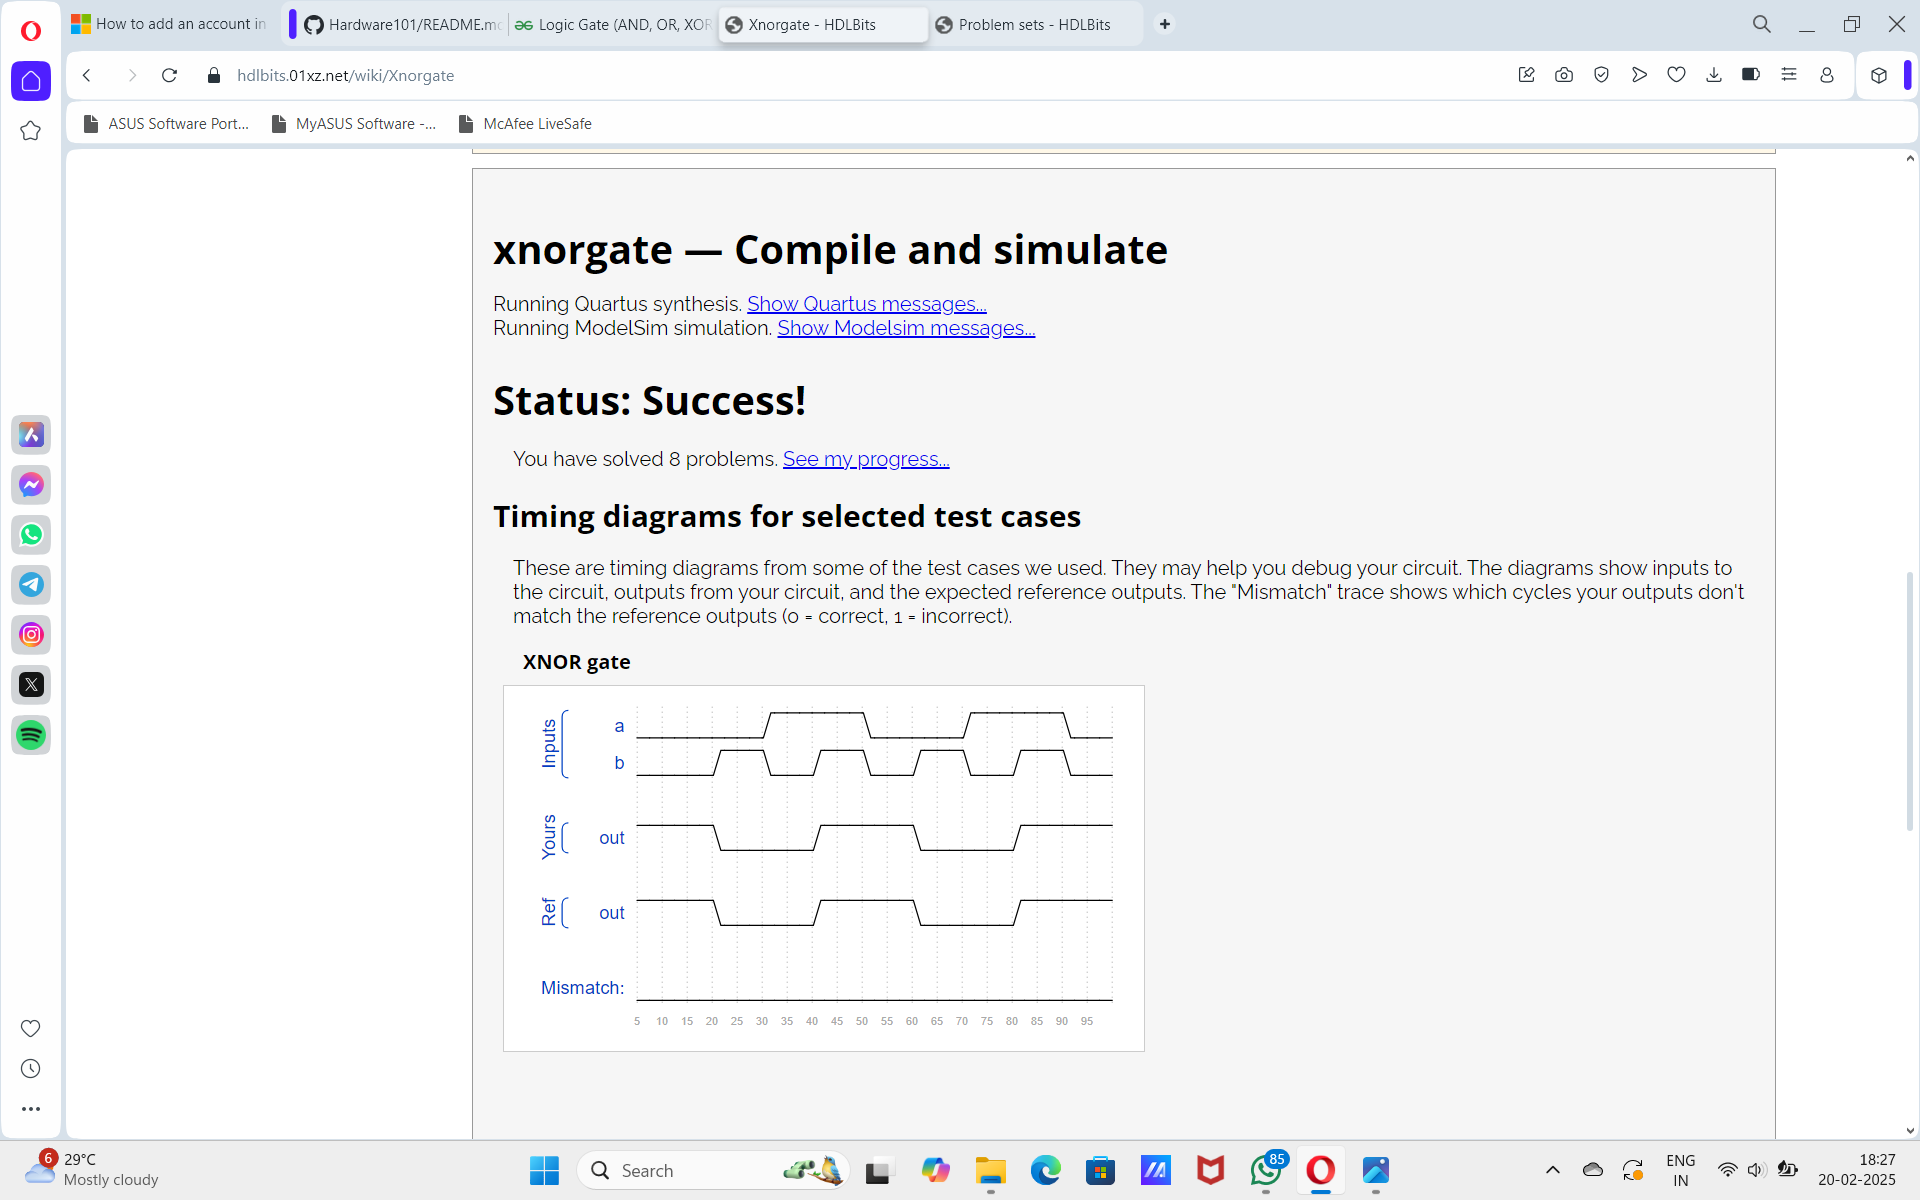 How to add an account in
Hardware101/README.mc
Logic Gate (AND, OR, XOR
Xnorgate - HDLBits
Problem sets - HDLBits
hdlbits.01xz.net/wiki/Xnorgate
ASUS Software Port...
MyASUS Software -...
McAfee LiveSafe
xnorgate — Compile and simulate
Running Quartus synthesis. Show Quartus messages...
Running ModelSim simulation. Show Modelsim messages...
Status: Success!
You have solved 8 problems. See my progress...
Timing diagrams for selected test cases
These are timing diagrams from some of the test cases we used. They may help you debug your circuit. The diagrams show inputs to
the circuit, outputs from your circuit, and the expected reference outputs. The "Mismatch" trace shows which cycles your outputs don't
match the reference outputs (0 = correct, 1 = incorrect).
XNOR gate
Inputs
a
b
Yours
out
Ref
out
Mismatch:
5 10 15 20 25 30 35 40 45 50 55 60 65 70 75 80 85 90 95
6
29°C
Mostly cloudy
Search
85
ENG
IN
18:27
20-02-2025